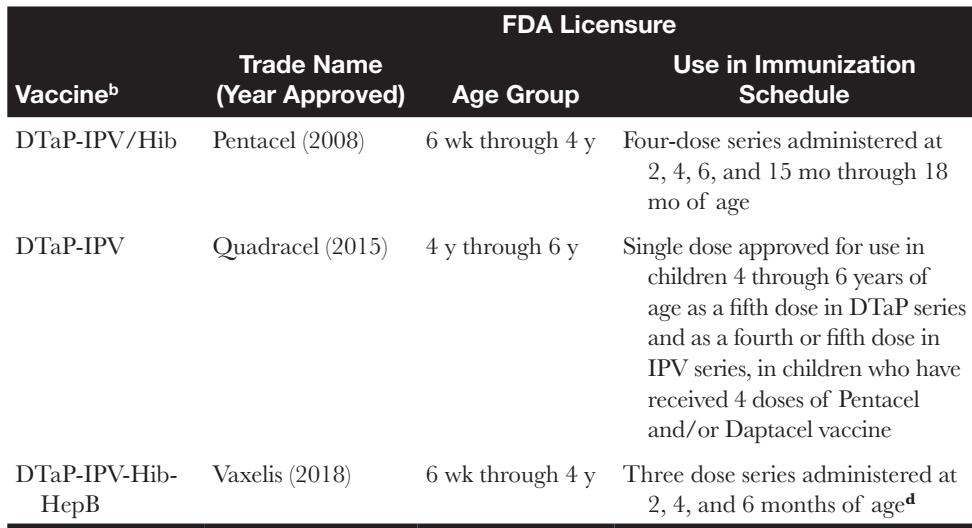 FDA Licensure
Vaccineᵇ Trade Name (Year Approved) Age Group Use in Immunization Schedule
DTaP-IPV/Hib Pentacel (2008) 6 wk through 4 y Four-dose series administered at
2, 4, 6, and 15 mo through 18
mo of age
DTaP-IPV Quadracel (2015) 4 y through 6 y Single dose approved for use in
children 4 through 6 years of
age as a fifth dose in DTaP series
and as a fourth or fifth dose in
IPV series, in children who have
received 4 doses of Pentacel
and/or Daptacel vaccine
DTaP-IPV-Hib- Vaxelis (2018) 6 wk through 4 y Three dose series administered at
HepB 2, 4, and 6 months of ageᵈ